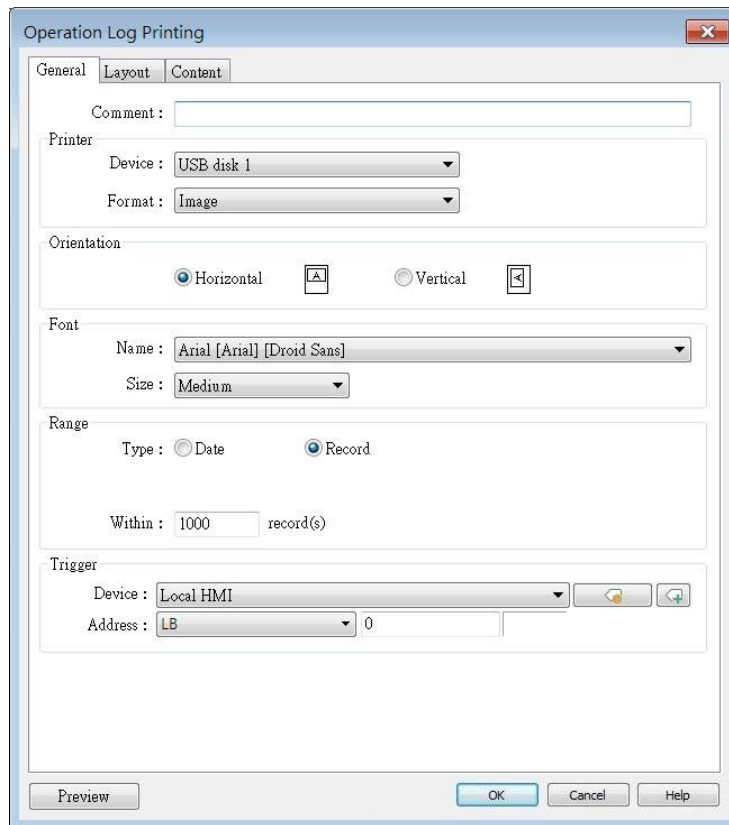 Operation Log Printing
General Layout Content
Comment :
Printer
Device : USB disk 1
Format : Image
Orientation
Horizontal A Vertical A
Font
Name : Arial [Arial] [Droid Sans]
Size : Medium
Range
Type : Date Record
Within : 1000 record(s)
Trigger
Device : Local HMI
Address : LB 0
Preview OK Cancel Help